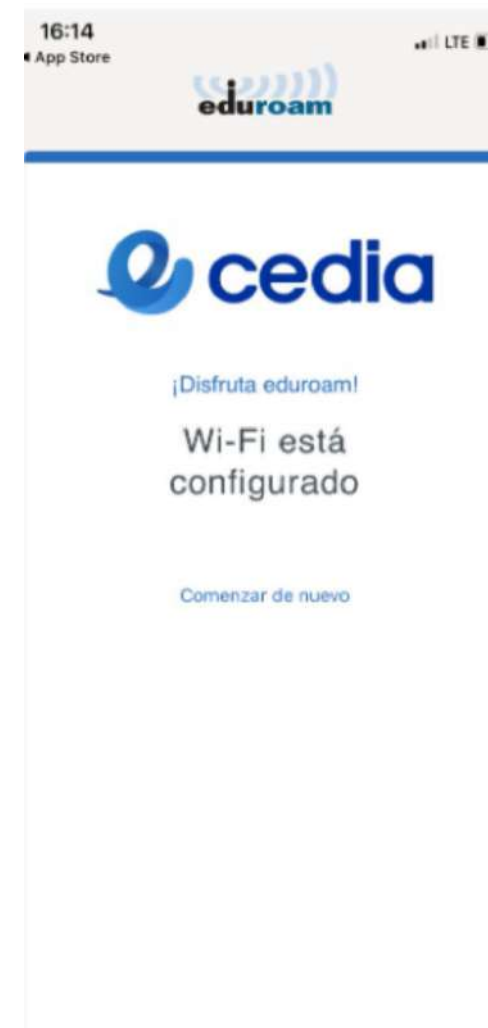 16:14
App Store
LTE
eduroam
cedia
¡Disfruta eduroam!
Wi-Fi está
configurado
Comenzar de nuevo